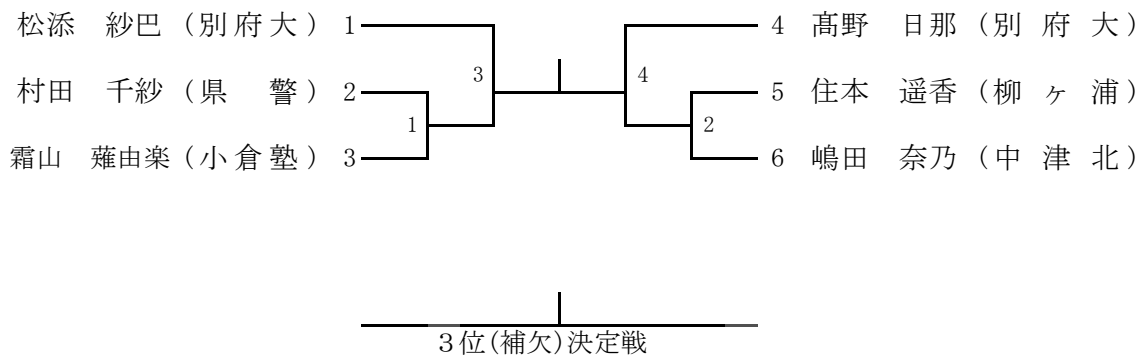 松添　紗巴（別府大）1
4　髙野　日那（別府大）
3
4
村田　千紗（県　警）2
5　住本　遥香（柳ヶ浦）
1
2
霜山　薙由楽（小倉塾）3
6　嶋田　奈乃（中津北）
３位(補欠)決定戦